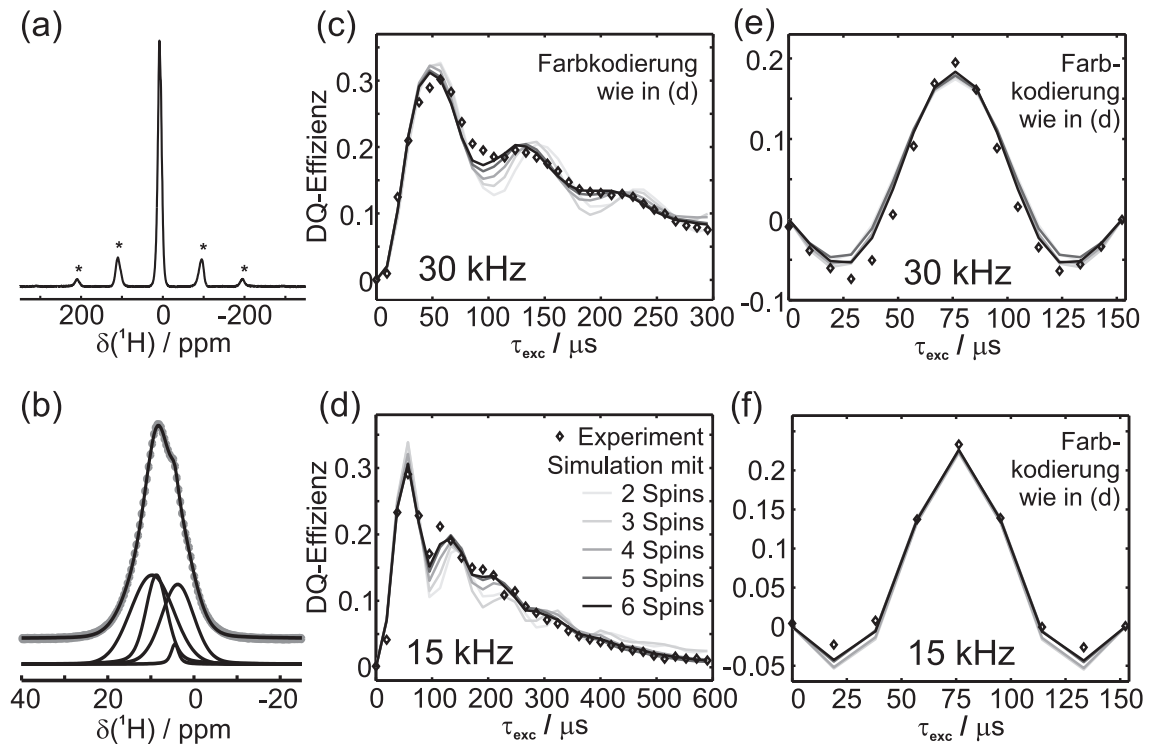 (a)
*
*
*
*
200
0
-200
δ(¹H) / ppm
(b)
40
20
0
-20
δ(¹H) / ppm
(c)
Farbkodierung
wie in (d)
DQ-Effizienz
0.3
0.2
0.1
0
30 kHz
0
50
100
150
200
250
300
τexc / μs
(d)
Experiment
Simulation mit
2 Spins
3 Spins
4 Spins
5 Spins
6 Spins
DQ-Effizienz
0.3
0.2
0.1
0
15 kHz
0
100
200
300
400
500
600
τexc / μs
(e)
Farb-
kodierung
wie in (d)
0.2
0.1
0
-0.1
30 kHz
0
25
50
75
100
125
150
τexc / μs
(f)
Farb-
kodierung
wie in (d)
0.2
0.15
0.1
0.05
0
-0.05
15 kHz
0
25
50
75
100
125
150
τexc / μs